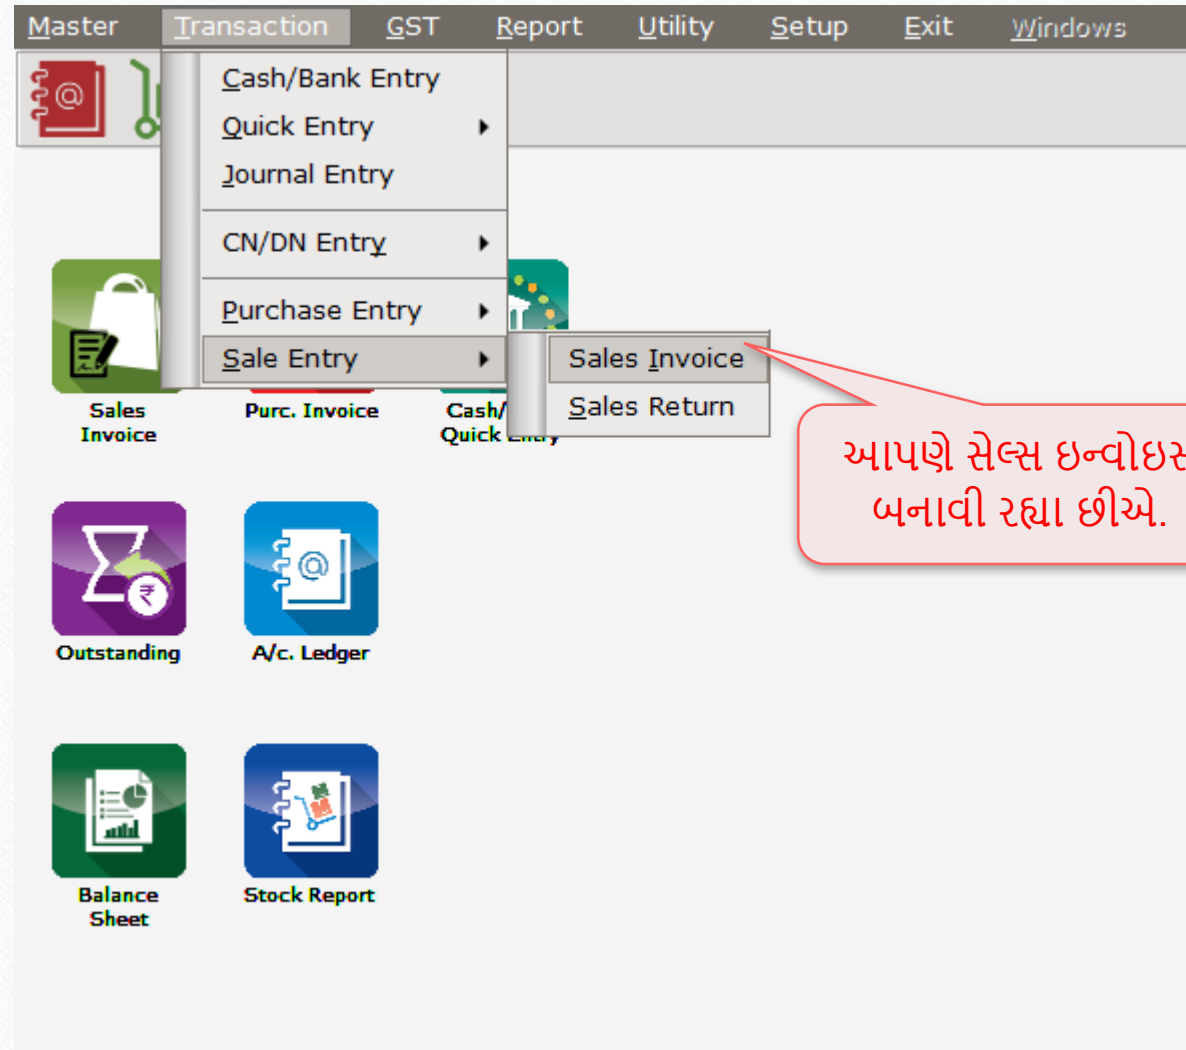 Master Transaction GST Report Utility Setup Exit Windows
Cash/Bank Entry
Quick Entry
Journal Entry
CN/DN Entry
Purchase Entry
Sale Entry
Sales Invoice
Sales Return
Sales
Invoice
Purc. Invoice
Cash/
Quick Entry
આપણે સેલ્સ ઇન્વોઇસ
બનાવી રહ્યા છીએ.
Outstanding
A/c. Ledger
Balance
Sheet
Stock Report